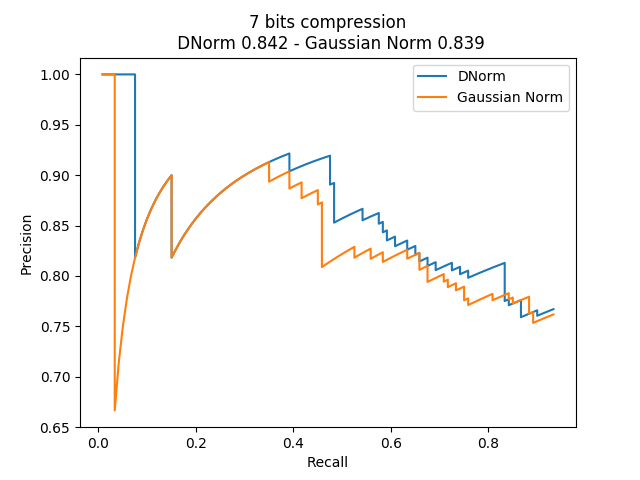 7 bits compression
DNorm 0.842 - Gaussian Norm 0.839
DNorm
Gaussian Norm
Precision
1.00
0.95
0.90
0.85
0.80
0.75
0.70
0.65
0.0 0.2 0.4 0.6 0.8
Recall